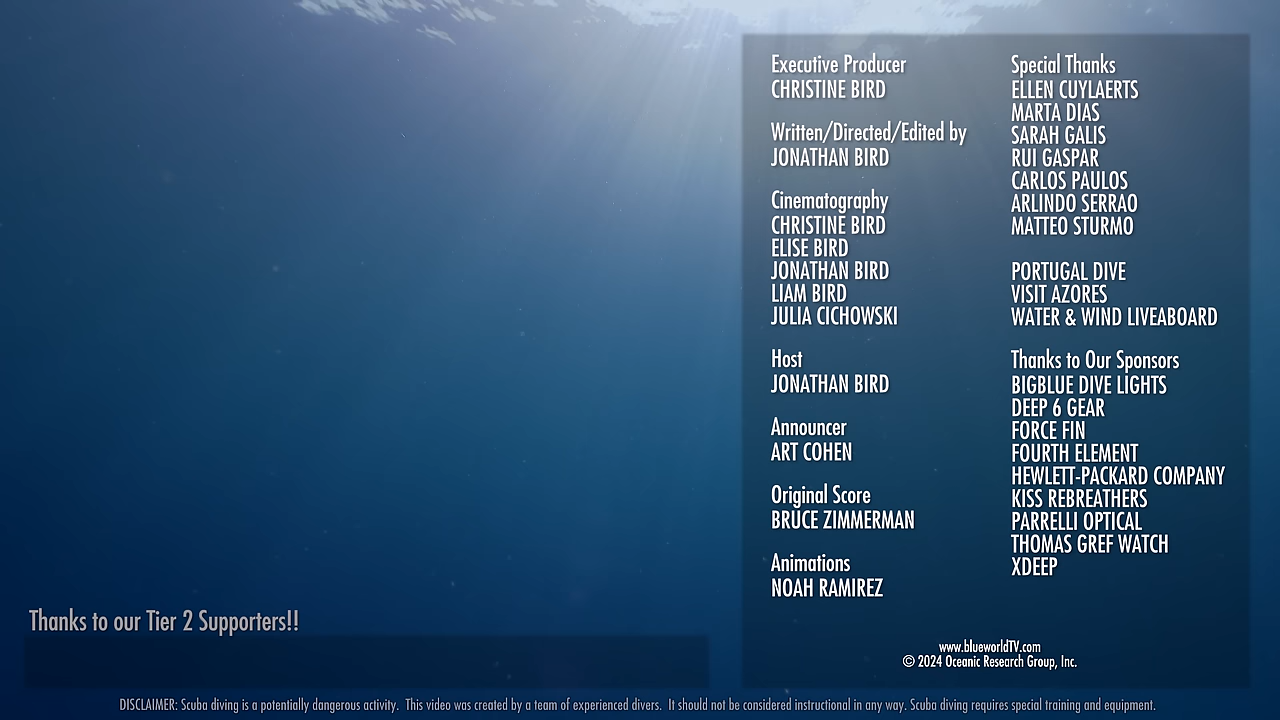 Executive Producer
CHRISTINE BIRD
Written/Directed/Edited by
JONATHAN BIRD
Cinematography
CHRISTINE BIRD
ELISE BIRD
JONATHAN BIRD
LIAM BIRD
JULIA CICHOWSKI
Host
JONATHAN BIRD
Announcer
ART COHEN
Original Score
BRUCE ZIMMERMAN
Animations
NOAH RAMIREZ
Special Thanks
ELLEN CUYLAERTS
MARTA DIAS
SARAH GALIS
RUI GASPAR
CARLOS PAULOS
ARLINDO SERRAO
MATTEO STURMO
PORTUGAL DIVE
VISIT AZORES
WATER & WIND LIVEABOARD
Thanks to Our Sponsors
BIGBLUE DIVE LIGHTS
DEEP 6 GEAR
FORCE FIN
FOURTH ELEMENT
HEWLETT-PACKARD COMPANY
KISS REBREATHERS
PARRELLI OPTICAL
THOMAS GREF WATCH
XDEEP
www.blueworldTV.com
© 2024 Oceanic Research Group, Inc.
Thanks to our Tier 2 Supporters!!
DISCLAIMER: Scuba diving is a potentially dangerous activity. This video was created by a team of experienced divers. It should not be considered instructional in any way. Scuba diving requires special training and equipment.